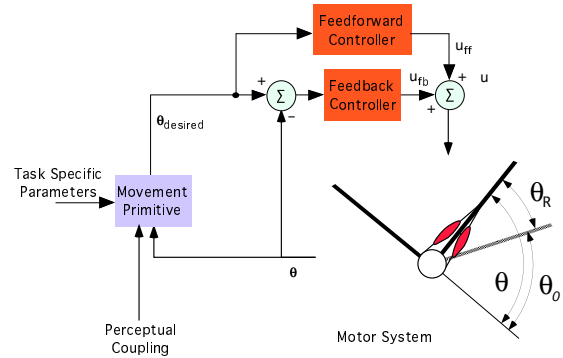 Feedforward
Controller
u_ff
+
Σ
−
Feedback
Controller
u_fb
+
u
Σ
+
θ_desired
Task Specific
Parameters
Movement
Primitive
θ
Perceptual
Coupling
θ_R
θ
θ_0
Motor System